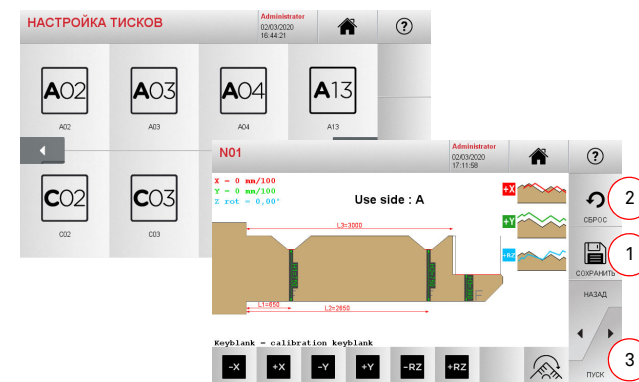 НАСТРОЙКА ТИСКОВ
Administrator
02/03/2020
16:44:21
?
A02
A03
A04
A13
A02
A03
A04
A13
C02
C03
C02
C03
N01
Administrator
02/03/2020
17:11:58
?
X = 0 mm/100
Y = 0 mm/100
Z rot = 0,00°
Use side : A
+X
+Y
+RZ
L3=3000
L1=650
L2=2650
F
Keyblank - calibration keyblank
-X
+X
-Y
+Y
-RZ
+RZ
СБРОС
2
СОХРАНИТЬ
1
НАЗАД
ПУСК
3